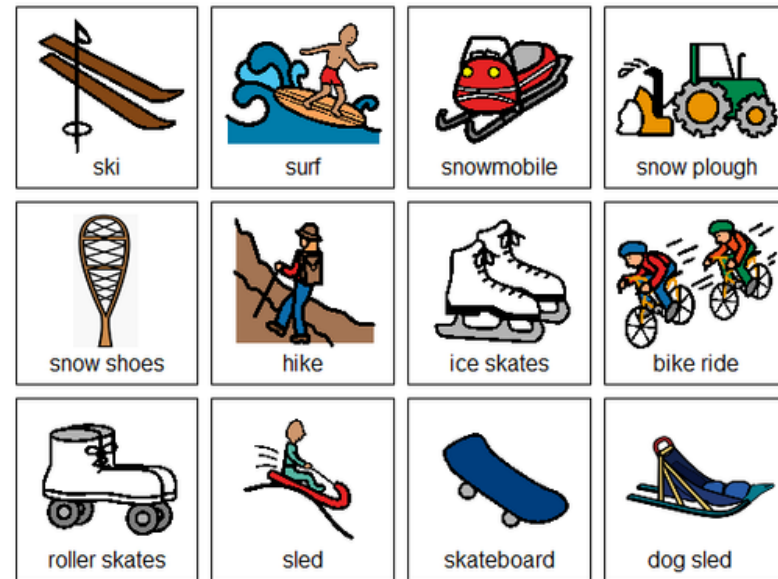 ski
surf
snowmobile
snow plough
snow shoes
hike
ice skates
bike ride
roller skates
sled
skateboard
dog sled